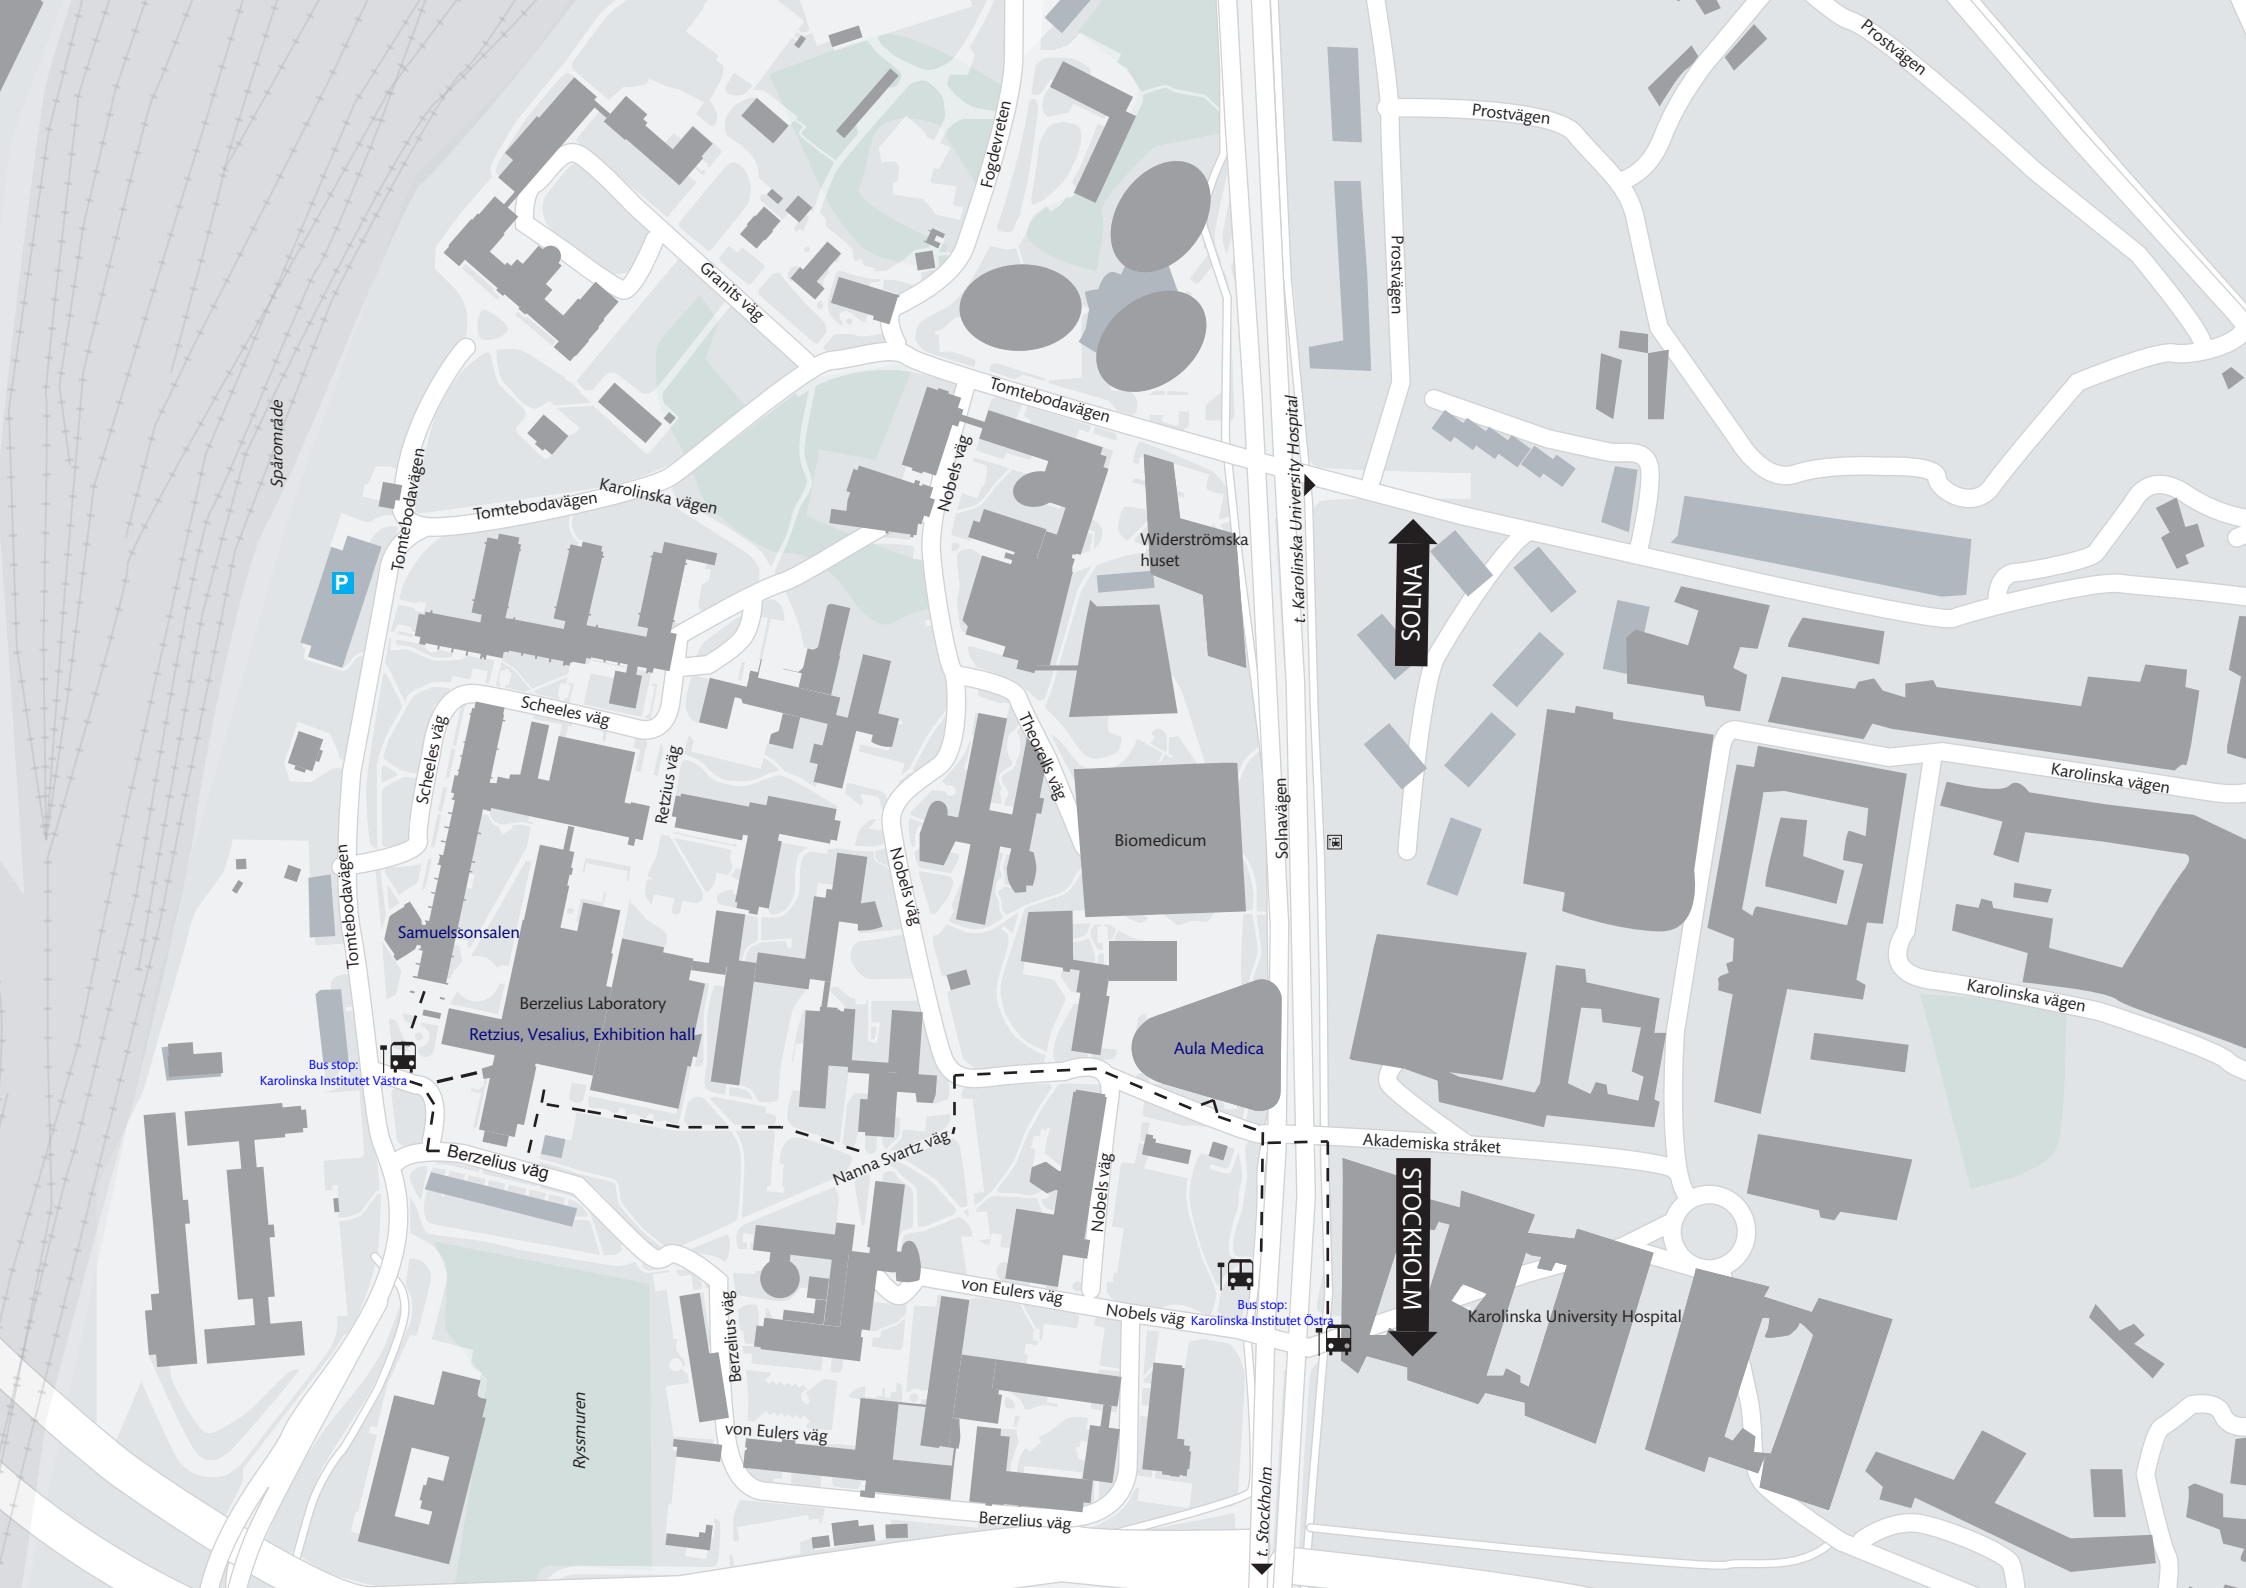 Prostvägen
Prostvägen
Fogdevreten
Prostvägen
Granits väg
Tomtebodavägen
Spårområde
t. Karolinska University Hospital
Nobels väg
Tomtebodavägen
Tomtebodavägen
Karolinska vägen
Widerströmska
huset
P
SOLNA
Scheeles väg
Scheeles väg
Retzius väg
Theorells väg
Solnavägen
Karolinska vägen
Biomedicum
Nobels väg
Tomtebodavägen
Samuelssonsalen
Berzelius Laboratory
Retzius, Vesalius, Exhibition hall
Karolinska vägen
Aula Medica
Bus stop:
Karolinska Institutet Västra
Berzelius väg
Nanna Svartz väg
Akademiska stråket
Nobels väg
STOCKHOLM
von Eulers väg
Nobels väg
Bus stop:
Karolinska Institutet Östra
Karolinska University Hospital
Berzelius väg
Ryssmuren
von Eulers väg
Berzelius väg
t. Stockholm